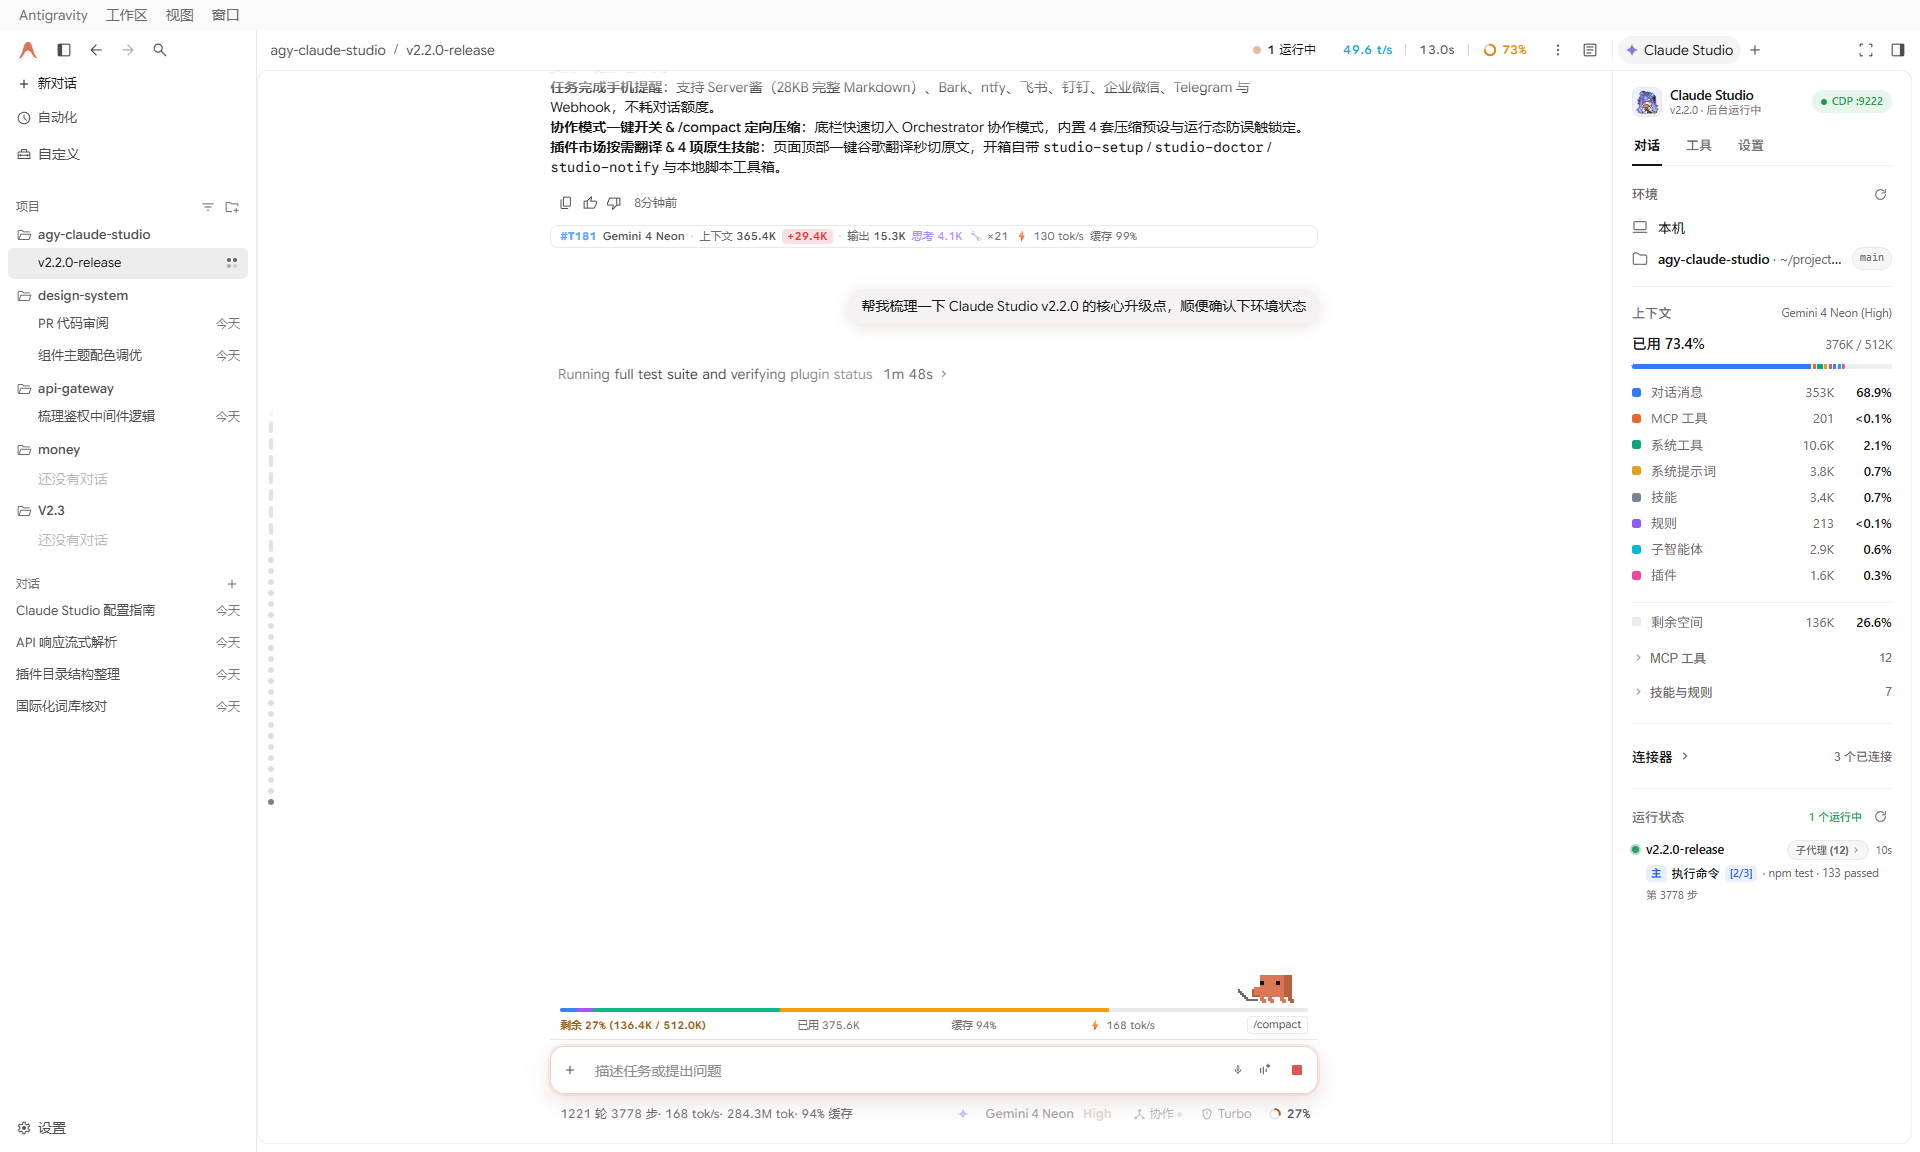 Antigravity 工作区 视图 窗口
agy-claude-studio / v2.2.0-release
1 运行中 49.6 t/s 13.0s 73%
Claude Studio
新对话
自动化
自定义
项目
agy-claude-studio
v2.2.0-release
design-system
PR 代码审阅 今天
组件主题配色调优 今天
api-gateway
梳理鉴权中间件逻辑 今天
money
还没有对话
V2.3
还没有对话
对话
Claude Studio 配置指南 今天
API 响应流式解析 今天
插件目录结构整理 今天
国际化词库核对 今天
设置
任务完成手机提醒：支持 Server酱（28KB 完整 Markdown）、Bark、ntfy、飞书、钉钉、企业微信、Telegram 与
Webhook，不耗对话额度。
协作模式一键开关 & /compact 定向压缩：底栏快速切入 Orchestrator 协作模式，内置 4 套压缩预设与运行态防误触锁定。
插件市场按需翻译 & 4 项原生技能：页面顶部一键谷歌翻译秒切原文，开箱自带 studio-setup / studio-doctor /
studio-notify 与本地脚本工具箱。
8分钟前
#T181 Gemini 4 Neon · 上下文 365.4K +29.4K · 输出 15.3K 思考 4.1K ×21 130 tok/s 缓存 99%
帮我梳理一下 Claude Studio v2.2.0 的核心升级点，顺便确认下环境状态
Running full test suite and verifying plugin status 1m 48s
剩余 27% (136.4K / 512.0K) 已用 375.6K 缓存 94% 168 tok/s /compact
描述任务或提出问题
1221 轮 3778 步· 168 tok/s· 284.3M tok· 94% 缓存
Gemini 4 Neon High 协作 Turbo 27%
Claude Studio
v2.2.0 · 后台运行中
CDP :9222
对话 工具 设置
环境
本机
agy-claude-studio · ~/project... main
上下文 Gemini 4 Neon (High)
已用 73.4% 376K / 512K
对话消息 353K 68.9%
MCP 工具 201 <0.1%
系统工具 10.6K 2.1%
系统提示词 3.8K 0.7%
技能 3.4K 0.7%
规则 213 <0.1%
子智能体 2.9K 0.6%
插件 1.6K 0.3%
剩余空间 136K 26.6%
MCP 工具 12
技能与规则 7
连接器 3 个已连接
运行状态 1 个运行中
v2.2.0-release 子代理 (12) 10s
主 执行命令 [2/3] · npm test · 133 passed
第 3778 步